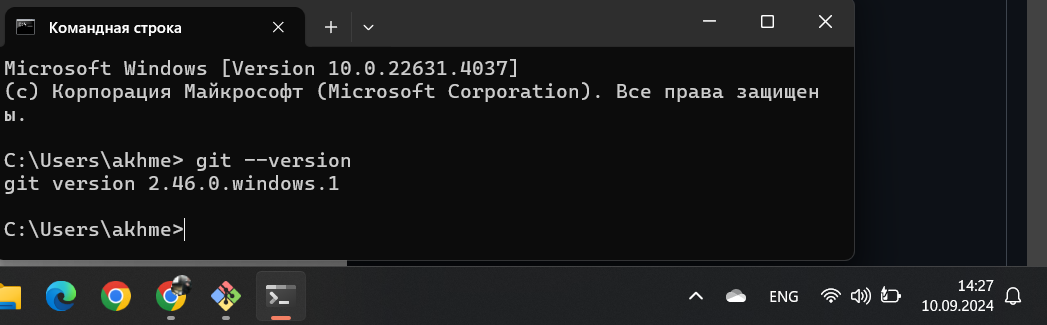 Командная строка
Microsoft Windows [Version 10.0.22631.4037]
(c) Корпорация Майкрософт (Microsoft Corporation). Все права защищен
ы.
C:\Users\akhme> git --version
git version 2.46.0.windows.1
C:\Users\akhme>
ENG
14:27
10.09.2024